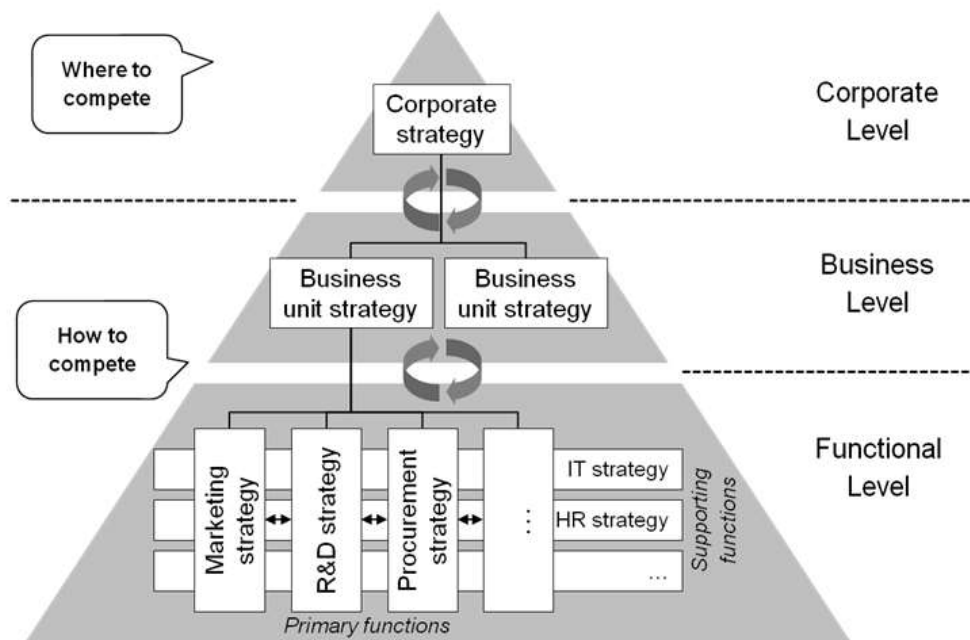 Where to
compete
Corporate
strategy
Corporate
Level
Business
unit strategy
Business
unit strategy
Business
Level
How to
compete
Marketing
strategy
R&D strategy
Procurement
strategy
...
IT strategy
HR strategy
...
Supporting
functions
Primary functions
Functional
Level